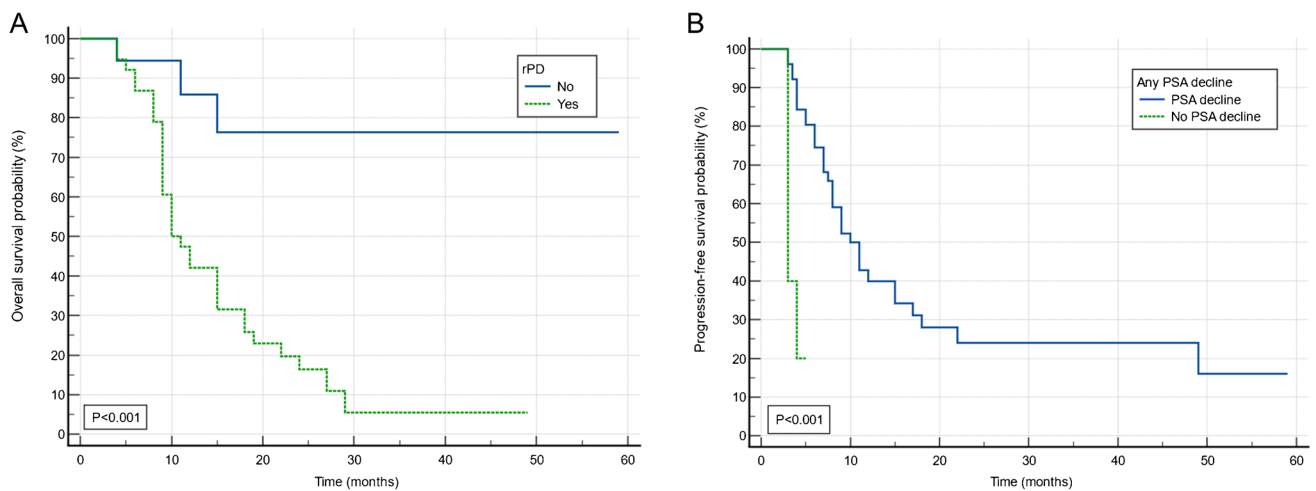 A
Overall survival probability (%)
100
90
80
70
60
50
40
30
20
10
0
rPD
No
Yes
P<0.001
0 10 20 30 40 50 60
Time (months)
B
Progression-free survival probability (%)
100
90
80
70
60
50
40
30
20
10
0
Any PSA decline
PSA decline
No PSA decline
P<0.001
0 10 20 30 40 50 60
Time (months)